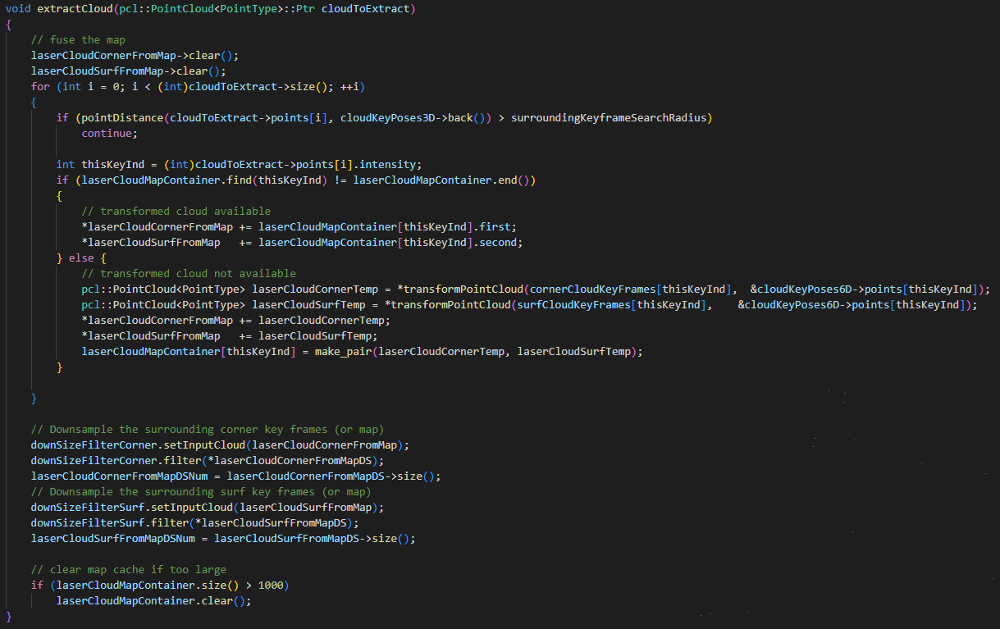 void extractCloud(pcl::PointCloud<PointType>::Ptr cloudToExtract)
{
    // fuse the map
    laserCloudCornerFromMap->clear();
    laserCloudSurfFromMap->clear();
    for (int i = 0; i < (int)cloudToExtract->size(); ++i)
    {
        if (pointDistance(cloudToExtract->points[i], cloudKeyPoses3D->back()) > surroundingKeyframeSearchRadius)
            continue;

        int thisKeyInd = (int)cloudToExtract->points[i].intensity;
        if (laserCloudMapContainer.find(thisKeyInd) != laserCloudMapContainer.end())
        {
            // transformed cloud available
            *laserCloudCornerFromMap += laserCloudMapContainer[thisKeyInd].first;
            *laserCloudSurfFromMap   += laserCloudMapContainer[thisKeyInd].second;
        } else {
            // transformed cloud not available
            pcl::PointCloud<PointType> laserCloudCornerTemp = *transformPointCloud(cornerCloudKeyFrames[thisKeyInd],  &cloudKeyPoses6D->points[thisKeyInd]);
            pcl::PointCloud<PointType> laserCloudSurfTemp = *transformPointCloud(surfCloudKeyFrames[thisKeyInd],    &cloudKeyPoses6D->points[thisKeyInd]);
            *laserCloudCornerFromMap += laserCloudCornerTemp;
            *laserCloudSurfFromMap   += laserCloudSurfTemp;
            laserCloudMapContainer[thisKeyInd] = make_pair(laserCloudCornerTemp, laserCloudSurfTemp);
        }

    }

    // Downsample the surrounding corner key frames (or map)
    downSizeFilterCorner.setInputCloud(laserCloudCornerFromMap);
    downSizeFilterCorner.filter(*laserCloudCornerFromMapDS);
    laserCloudCornerFromMapDSNum = laserCloudCornerFromMapDS->size();
    // Downsample the surrounding surf key frames (or map)
    downSizeFilterSurf.setInputCloud(laserCloudSurfFromMap);
    downSizeFilterSurf.filter(*laserCloudSurfFromMapDS);
    laserCloudSurfFromMapDSNum = laserCloudSurfFromMapDS->size();

    // clear map cache if too large
    if (laserCloudMapContainer.size() > 1000)
        laserCloudMapContainer.clear();
}